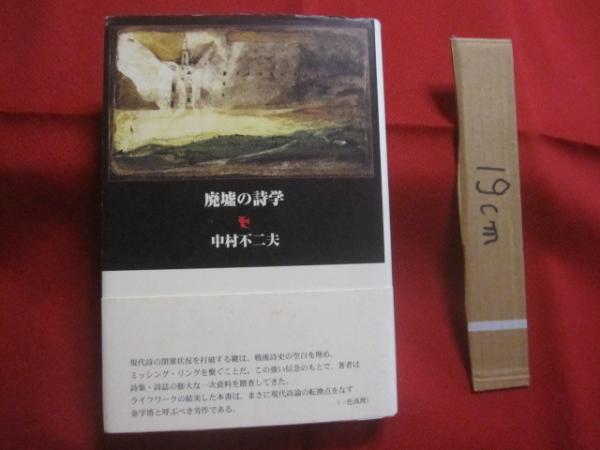 廃墟の詩学
中村不二夫
現代詩の閉塞状況を打破する鍵は、戦後詩史の空白を埋め、
ミッシング・リングを繋ぐことだ。この強い信念のもとで、著者は
詩集・詩誌の膨大な一次資料を踏査してきた。
ライフワークの結実した本書は、まさに現代詩論の転換点をなす
金字塔と呼ぶべき労作である。
（一色真理）
19cm